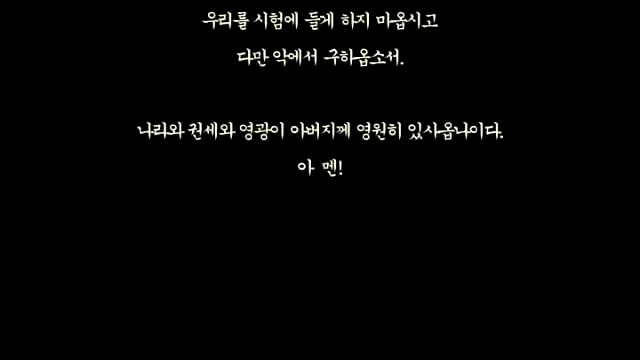 우리를 시험에 들게 하지 마옵시고
다만 악에서 구하옵소서.
나라와 권세와 영광이 아버지께 영원히 있사옵나이다.
아 멘!